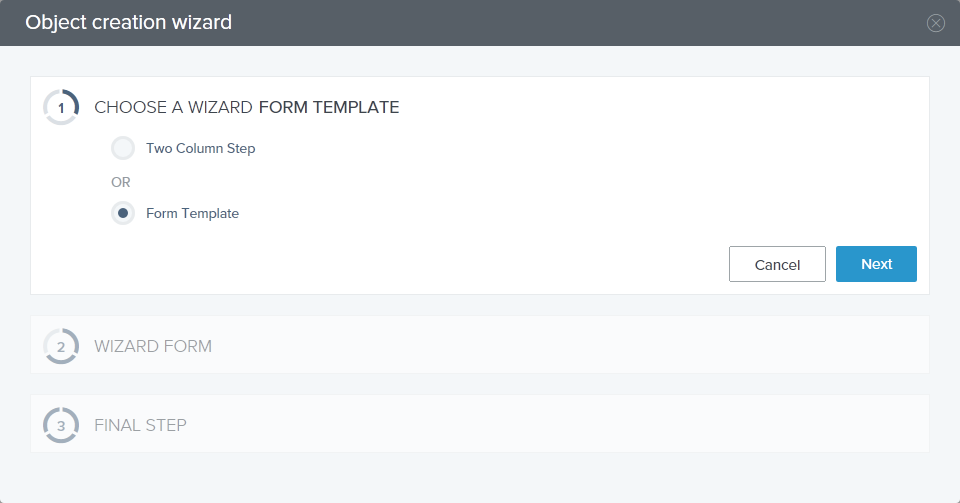 Object creation wizard
1 CHOOSE A WIZARD FORM TEMPLATE
Two Column Step
OR
Form Template
Cancel Next
2 WIZARD FORM
3 FINAL STEP